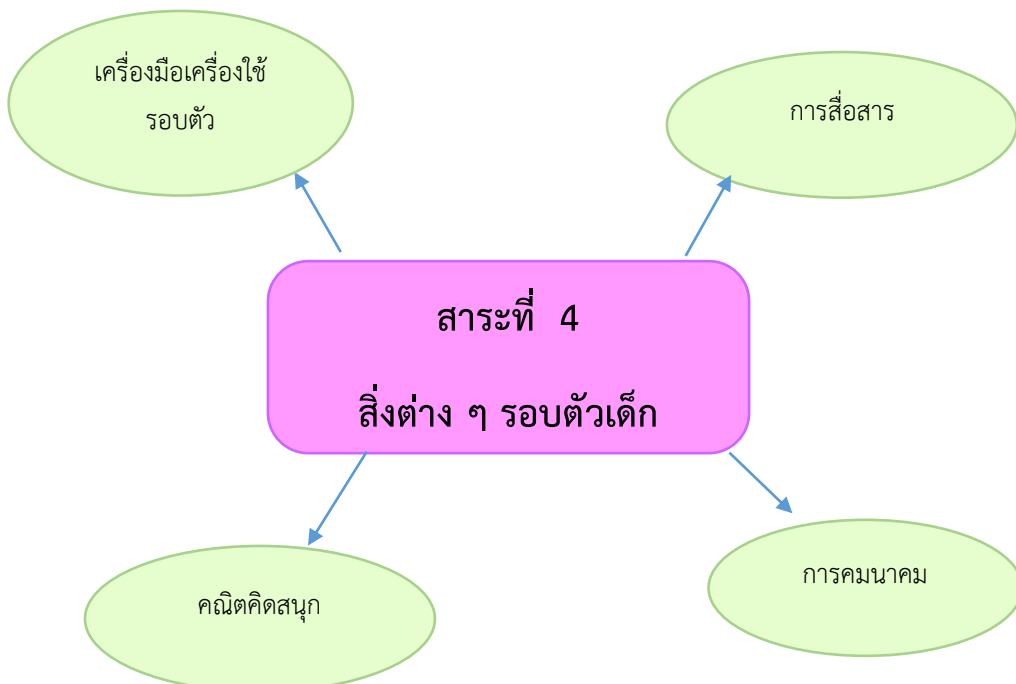 เครื่องมือเครื่องใช้
รอบตัว
การสื่อสาร
สาระที่ 4
สิ่งต่าง ๆ รอบตัวเด็ก
คณิตคิดสนุก
การคมนาคม